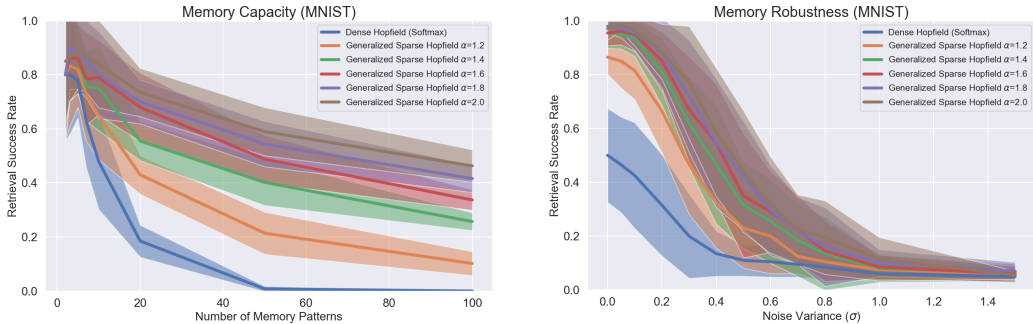 Memory Capacity (MNIST)
1.0
0.8
0.6
0.4
0.2
0.0
Retrieval Success Rate
0
20
40
60
80
100
Number of Memory Patterns
Dense Hopfield (Softmax)
Generalized Sparse Hopfield α=1.2
Generalized Sparse Hopfield α=1.4
Generalized Sparse Hopfield α=1.6
Generalized Sparse Hopfield α=1.8
Generalized Sparse Hopfield α=2.0
Memory Robustness (MNIST)
1.0
0.8
0.6
0.4
0.2
0.0
Retrieval Success Rate
0.0
0.2
0.4
0.6
0.8
1.0
1.2
1.4
Noise Variance (σ)
Dense Hopfield (Softmax)
Generalized Sparse Hopfield α=1.2
Generalized Sparse Hopfield α=1.4
Generalized Sparse Hopfield α=1.6
Generalized Sparse Hopfield α=1.8
Generalized Sparse Hopfield α=2.0